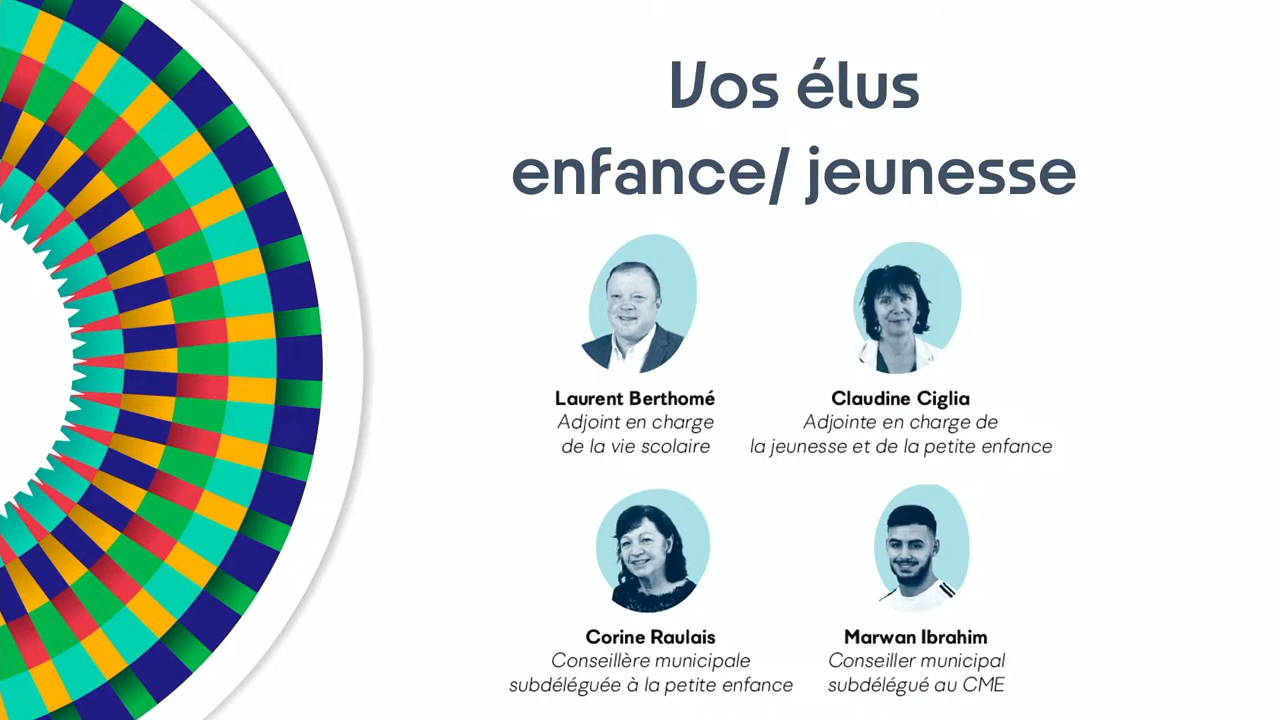 Vos élus
enfance/ jeunesse
Laurent Berthomé
Adjoint en charge
de la vie scolaire
Claudine Ciglia
Adjointe en charge de
la jeunesse et de la petite enfance
Corine Raulais
Conseillère municipale
subdéléguée à la petite enfance
Marwan Ibrahim
Conseiller municipal
subdélégué au CME